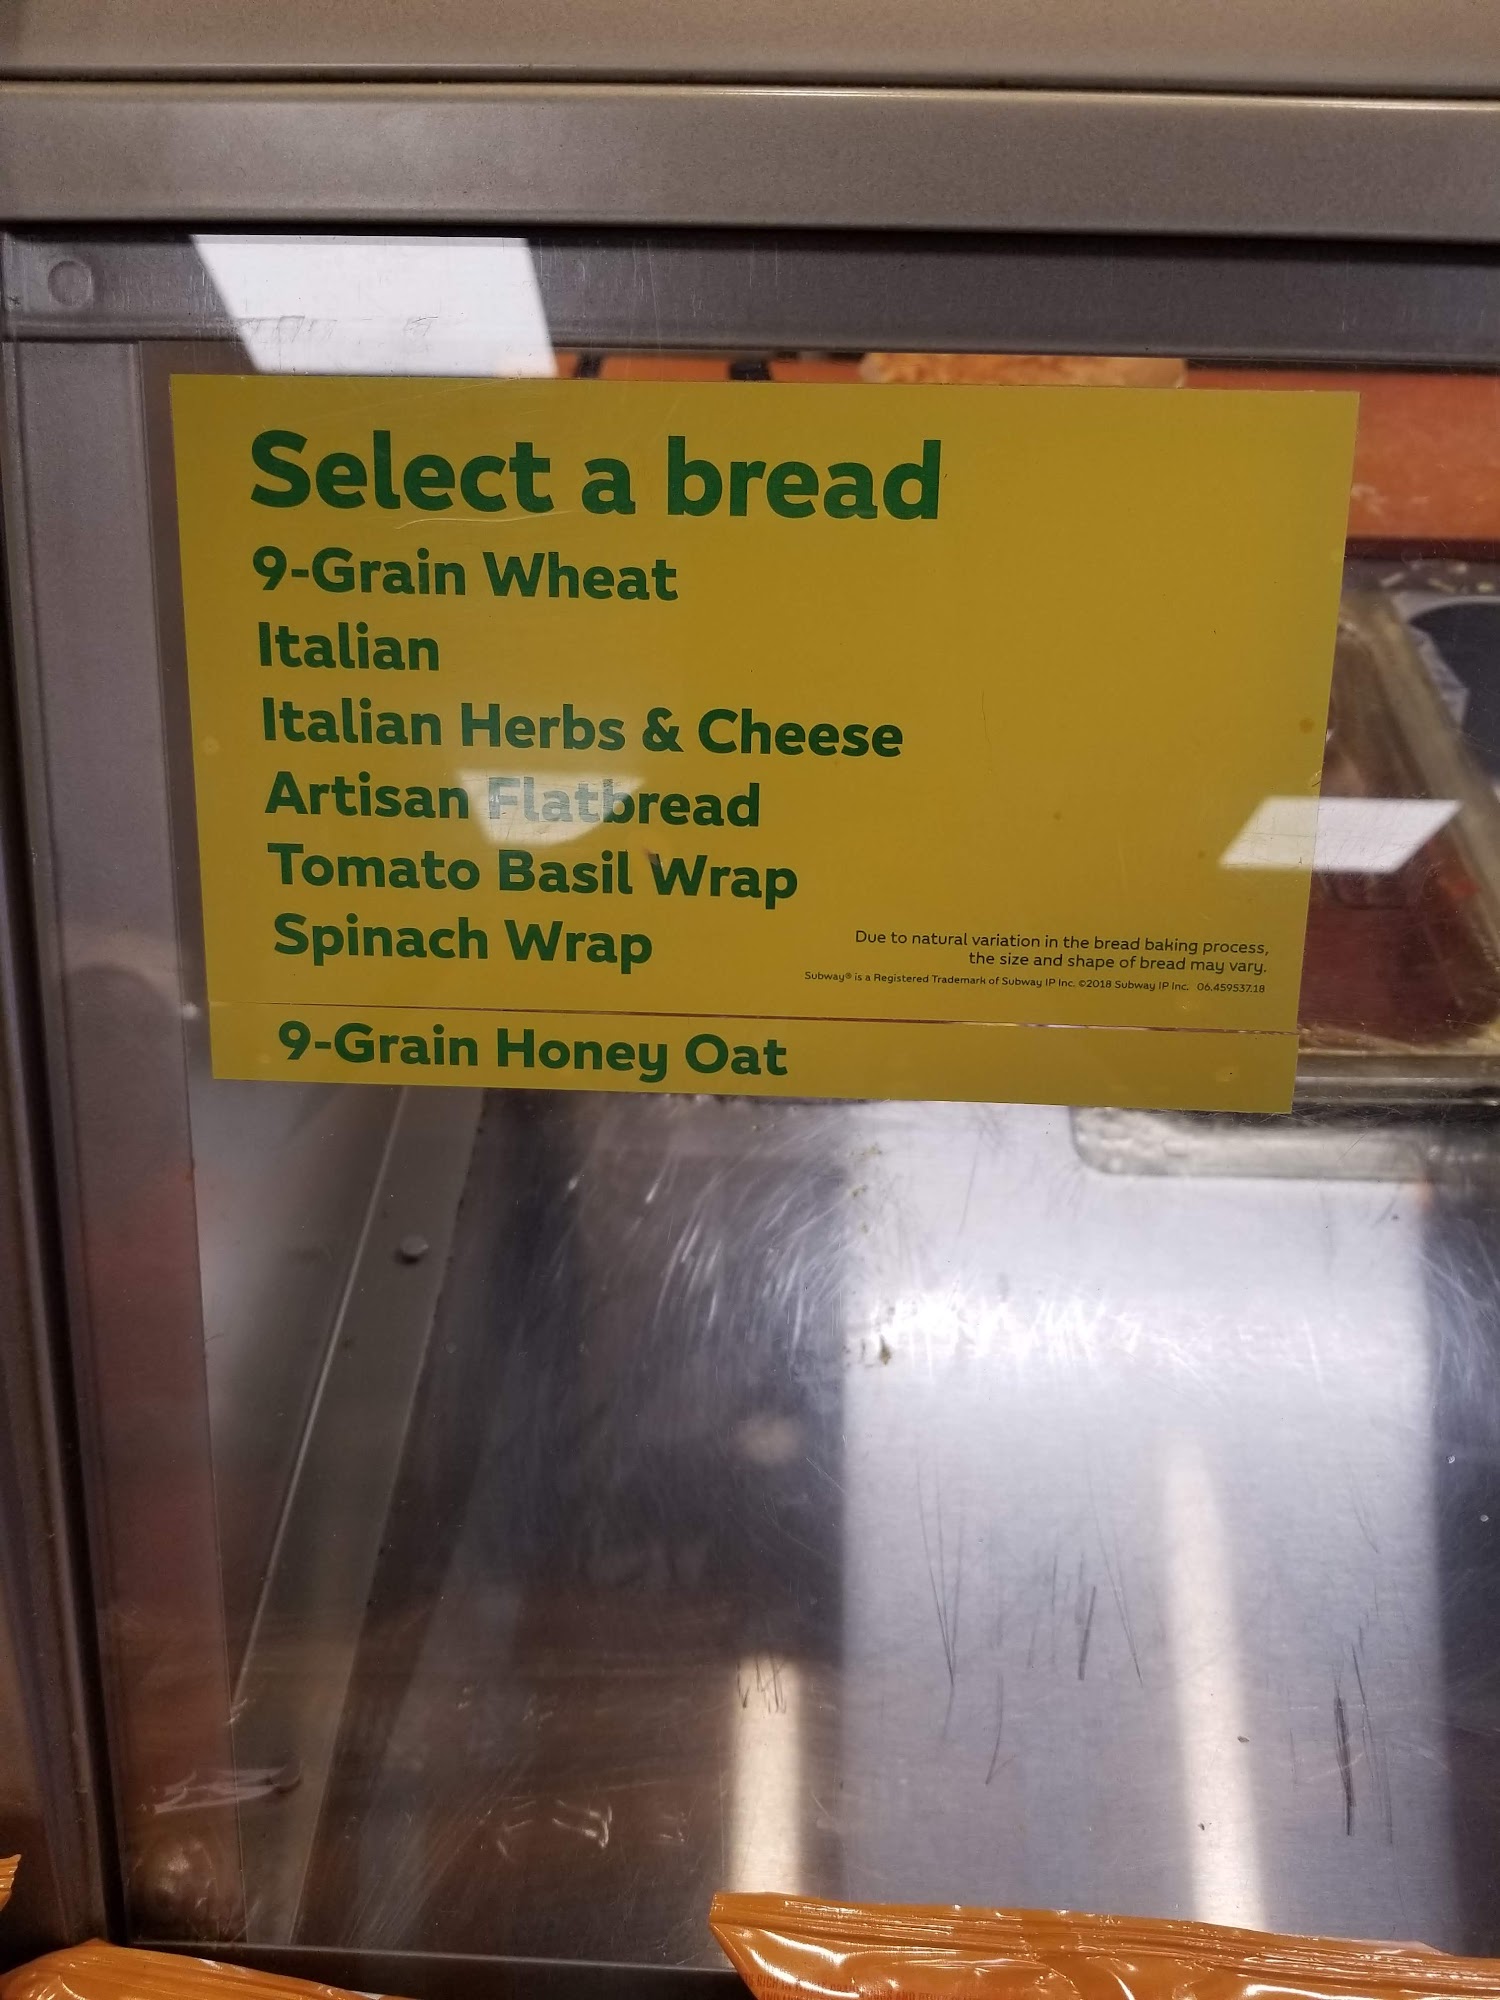 Select a bread
9-Grain Wheat
Italian
Italian Herbs & Cheese
Artisan Flatbread
Tomato Basil Wrap
Spinach Wrap
Due to natural variation in the bread baking process,
the size and shape of bread may vary.
Subway® is a Registered Trademark of Subway IP Inc. ©2018 Subway IP Inc. 06.459537.18
9-Grain Honey Oat